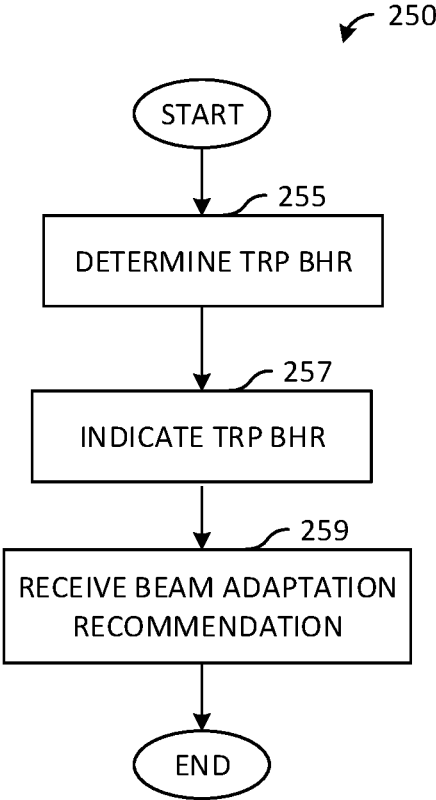 250
START
255
DETERMINE TRP BHR
257
INDICATE TRP BHR
259
RECEIVE BEAM ADAPTATION
RECOMMENDATION
END